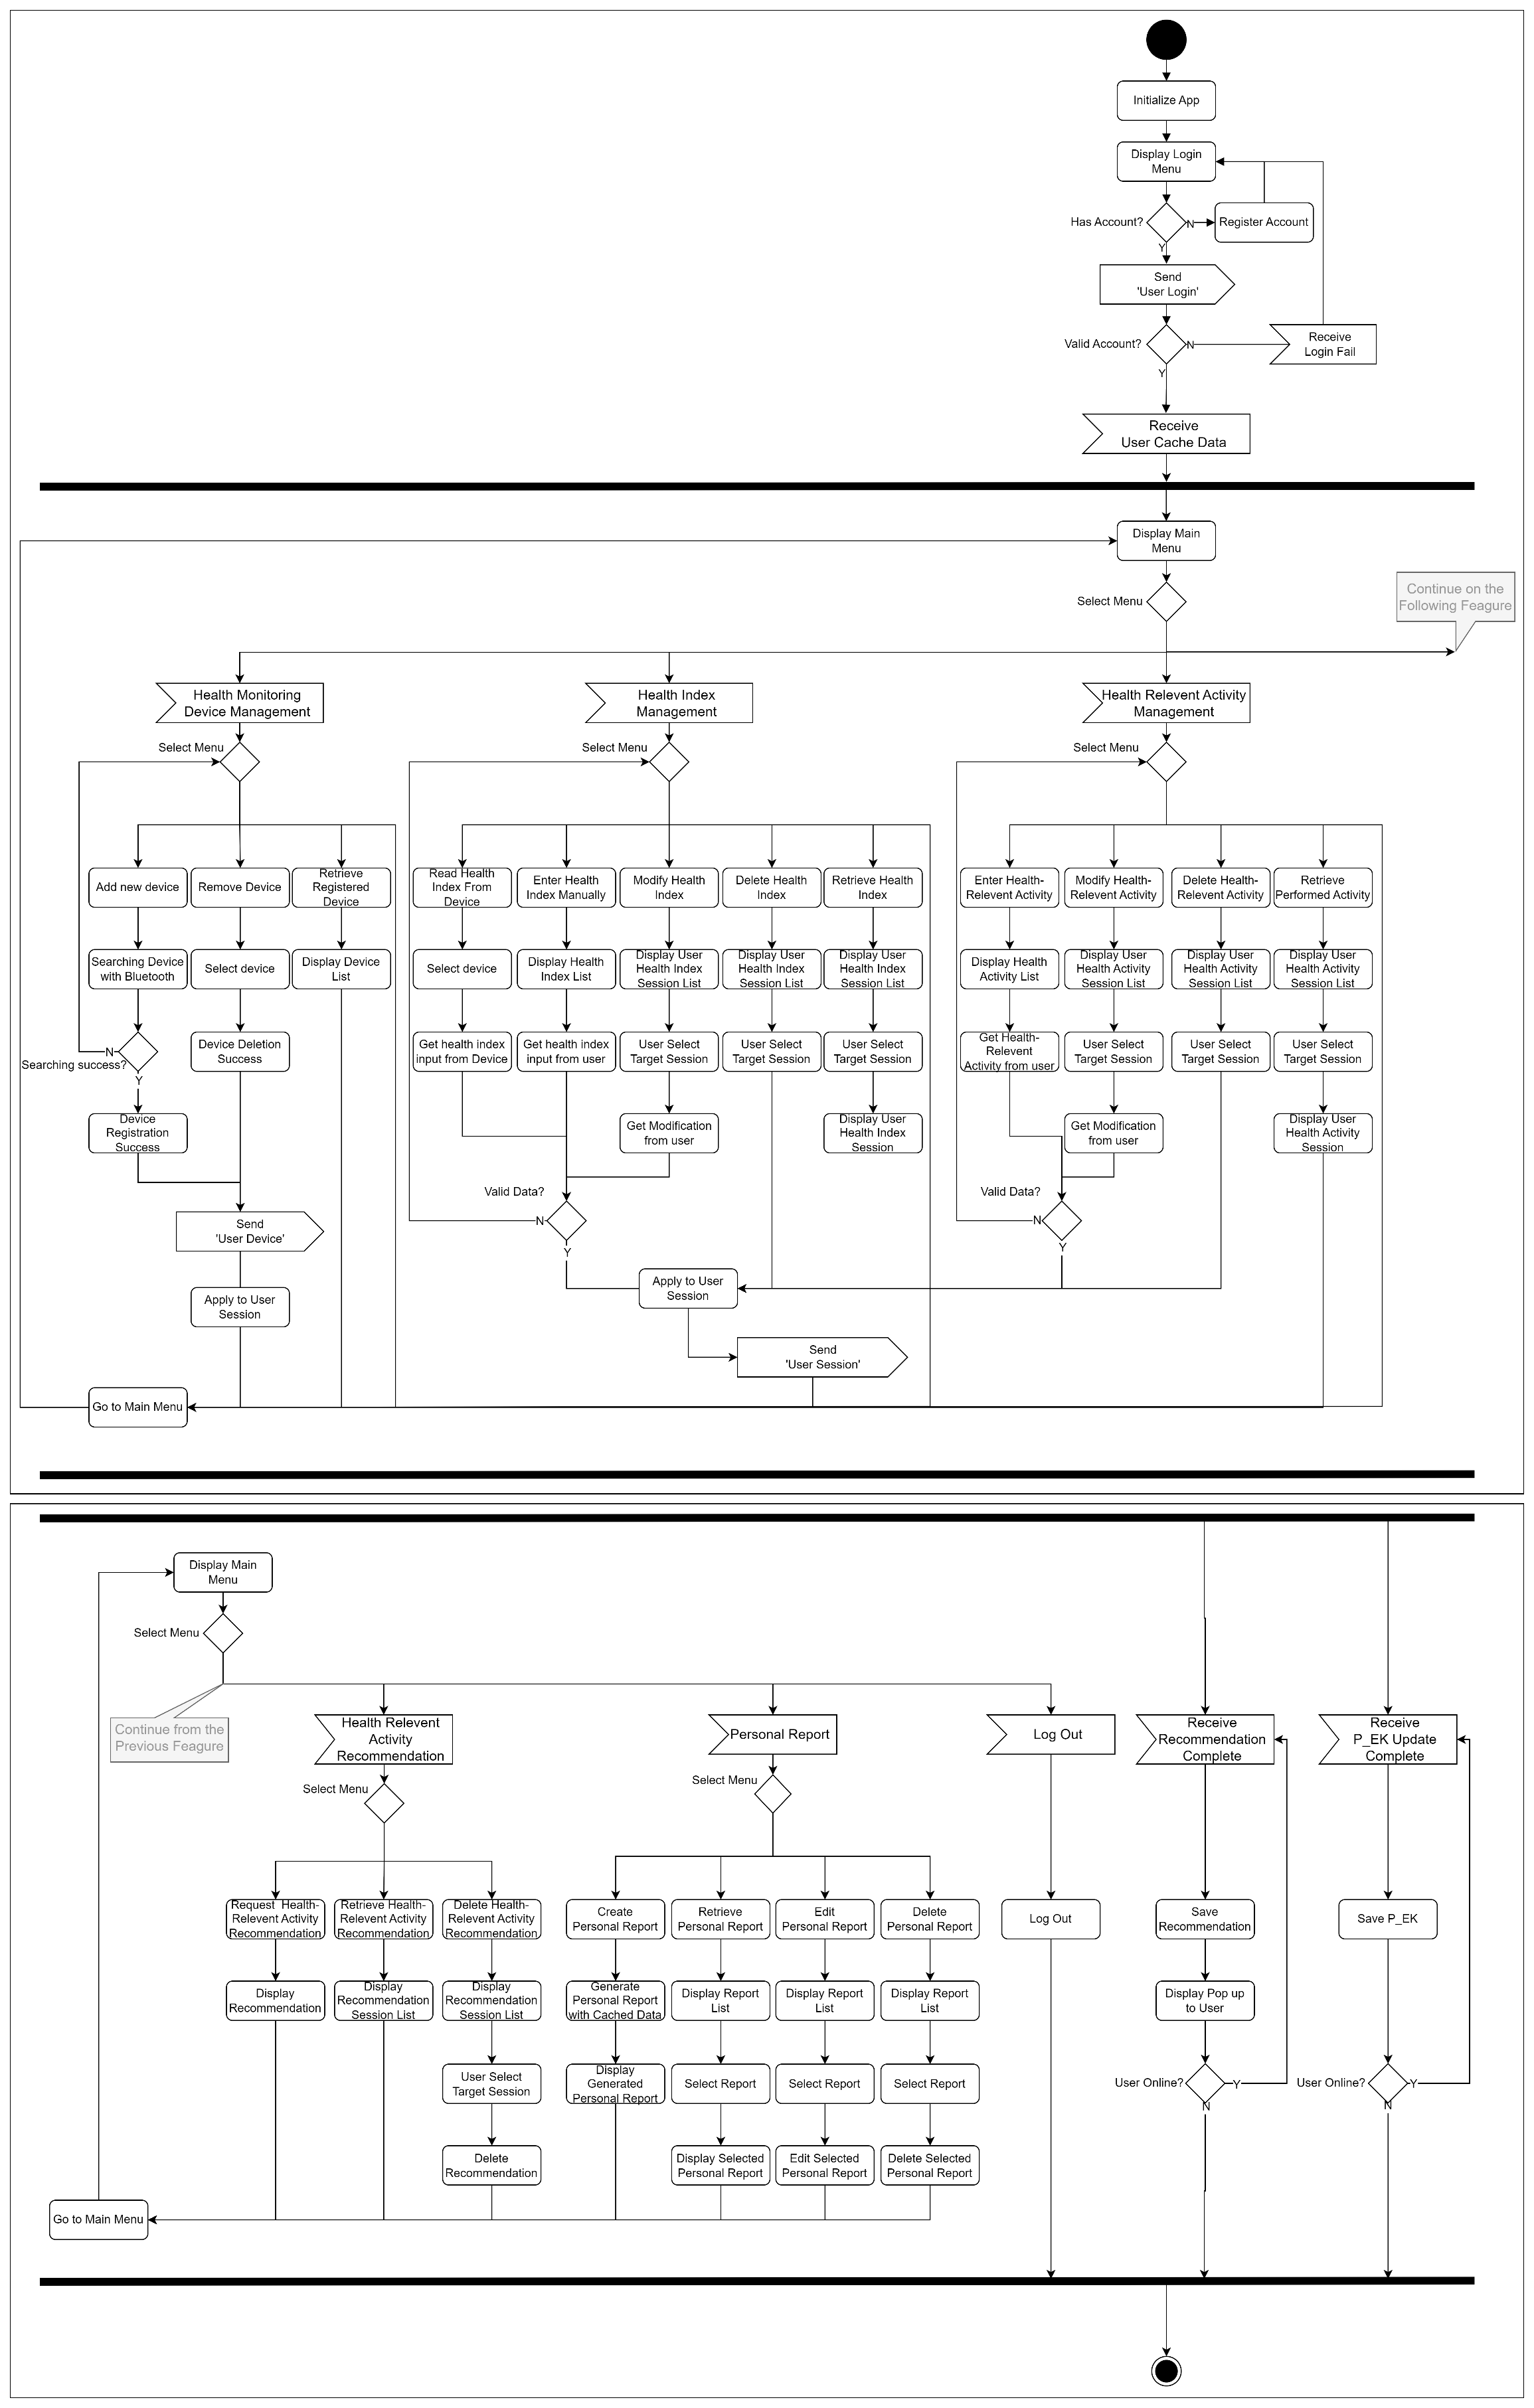 Initialize App
Display Login
Menu
Has Account?
N
Register Account
Y
Send
'User Login'
Valid Account?
N
Receive
Login Fail
Y
Receive
User Cache Data
Display Main
Menu
Select Menu
Continue on the
Following Feagure
Health Monitoring
Device Management
Health Index
Management
Health Relevent Activity
Management
Select Menu
Select Menu
Select Menu
Add new device
Remove Device
Retrieve
Registered
Device
Read Health
Index From
Device
Enter Health
Index Manually
Modify Health
Index
Delete Health
Index
Retrieve Health
Index
Enter Health-
Relevent Activity
Modify Health-
Relevent Activity
Delete Health-
Relevent Activity
Retrieve
Performed Activity
Searching Device
with Bluetooth
Select device
Display Device
List
Select device
Display Health
Index List
Display User
Health Index
Session List
Display User
Health Index
Session List
Display User
Health Index
Session List
Display Health
Activity List
Display User
Health Activity
Session List
Display User
Health Activity
Session List
Display User
Health Activity
Session List
N
Searching success?
Y
Device Deletion
Success
Get health index
input from Device
Get health index
input from user
User Select
Target Session
User Select
Target Session
User Select
Target Session
Get Health-
Relevent
Activity from user
User Select
Target Session
User Select
Target Session
User Select
Target Session
Device
Registration
Success
Get Modification
from user
Display User
Health Index
Session
Get Modification
from user
Display User
Health Activity
Session
Valid Data?
N
Y
Valid Data?
N
Y
Send
'User Device'
Apply to User
Session
Apply to User
Session
Send
'User Session'
Go to Main Menu
Display Main
Menu
Select Menu
Continue from the
Previous Feagure
Health Relevent
Activity
Recommendation
Personal Report
Log Out
Receive
Recommendation
Complete
Receive
P_EK Update
Complete
Select Menu
Select Menu
Request Health-
Relevent Activity
Recommendation
Retrieve Health-
Relevent Activity
Recommendation
Delete Health-
Relevent Activity
Recommendation
Create
Personal Report
Retrieve
Personal Report
Edit
Personal Report
Delete
Personal Report
Log Out
Save
Recommendation
Save P_EK
Display
Recommendation
Display
Recommendation
Session List
Display
Recommendation
Session List
Generate
Personal Report
with Cached Data
Display Report
List
Display Report
List
Display Report
List
Display Pop up
to User
User Select
Target Session
Display
Generated
Personal Report
Select Report
Select Report
Select Report
User Online?
Y
N
User Online?
Y
N
Delete
Recommendation
Display Selected
Personal Report
Edit Selected
Personal Report
Delete Selected
Personal Report
Go to Main Menu